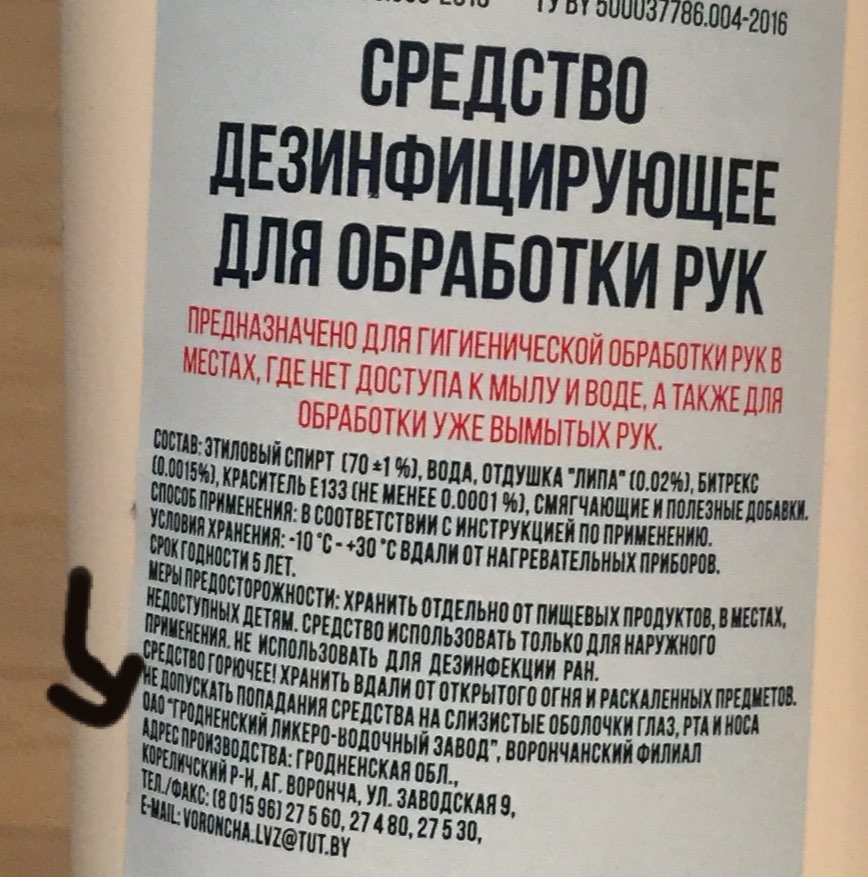 ТУ BY 500037786.004-2016
СРЕДСТВО
ДЕЗИНФИЦИРУЮЩЕЕ
ДЛЯ ОБРАБОТКИ РУК
ПРЕДНАЗНАЧЕНО ДЛЯ ГИГИЕНИЧЕСКОЙ ОБРАБОТКИ РУК В
МЕСТАХ, ГДЕ НЕТ ДОСТУПА К МЫЛУ И ВОДЕ, А ТАКЖЕ ДЛЯ
ОБРАБОТКИ УЖЕ ВЫМЫТЫХ РУК.
СОСТАВ: ЭТИЛОВЫЙ СПИРТ (70 ±1 %), ВОДА, ОТДУШКА "ЛИПА" (0.02%), БИТРЕКС
(0.0015%), КРАСИТЕЛЬ Е133 (НЕ МЕНЕЕ 0.0001 %), СМЯГЧАЮЩИЕ И ПОЛЕЗНЫЕ ДОБАВКИ.
СПОСОБ ПРИМЕНЕНИЯ: В СООТВЕТСТВИИ С ИНСТРУКЦИЕЙ ПО ПРИМЕНЕНИЮ.
УСЛОВИЯ ХРАНЕНИЯ: -10 °С - +30 °С ВДАЛИ ОТ НАГРЕВАТЕЛЬНЫХ ПРИБОРОВ.
СРОК ГОДНОСТИ 5 ЛЕТ.
МЕРЫ ПРЕДОСТОРОЖНОСТИ: ХРАНИТЬ ОТДЕЛЬНО ОТ ПИЩЕВЫХ ПРОДУКТОВ, В МЕСТАХ,
НЕДОСТУПНЫХ ДЕТЯМ. СРЕДСТВО ИСПОЛЬЗОВАТЬ ТОЛЬКО ДЛЯ НАРУЖНОГО
ПРИМЕНЕНИЯ. НЕ ИСПОЛЬЗОВАТЬ ДЛЯ ДЕЗИНФЕКЦИИ РАН.
СРЕДСТВО ГОРЮЧЕЕ! ХРАНИТЬ ВДАЛИ ОТ ОТКРЫТОГО ОГНЯ И РАСКАЛЕННЫХ ПРЕДМЕТОВ.
НЕ ДОПУСКАТЬ ПОПАДАНИЯ СРЕДСТВА НА СЛИЗИСТЫЕ ОБОЛОЧКИ ГЛАЗ, РТА И НОСА
ОАО "ГРОДНЕНСКИЙ ЛИКЕРО-ВОДОЧНЫЙ ЗАВОД", ВОРОНЧАНСКИЙ ФИЛИАЛ
АДРЕС ПРОИЗВОДСТВА: ГРОДНЕНСКАЯ ОБЛ.,
КОРЕЛИЧСКИЙ Р-Н, АГ. ВОРОНЧА, УЛ. ЗАВОДСКАЯ 9,
ТЕЛ./ФАКС: (8 015 96) 27 5 60, 27 4 80, 27 5 30,
E-MAIL: VORONCHA.LVZ@TUT.BY